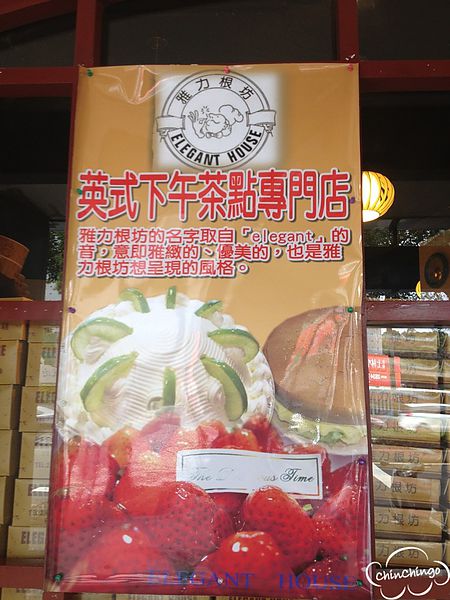 雅力根坊
ELEGANT HOUSE
英式下午茶點專門店
雅力根坊的名字取自「elegant」的
音，意即雅緻的、優美的，也是雅
力根坊想呈現的風格。
Time
ELEGANT HOUSE
chinchingo